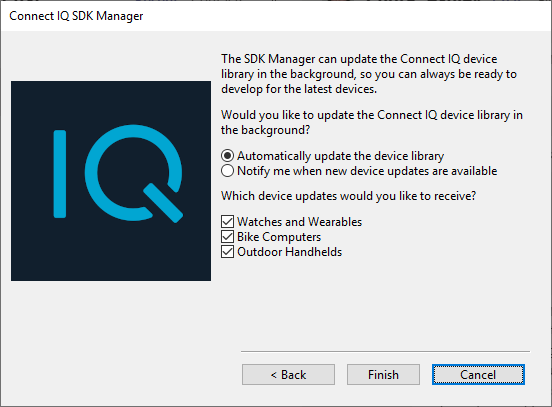 Connect IQ SDK Manager
The SDK Manager can update the Connect IQ device
library in the background, so you can always be ready to
develop for the latest devices.
Would you like to update the Connect IQ device library in
the background?
Automatically update the device library
Notify me when new device updates are available
Which device updates would you like to receive?
Watches and Wearables
Bike Computers
Outdoor Handhelds
IQ
< Back
Finish
Cancel